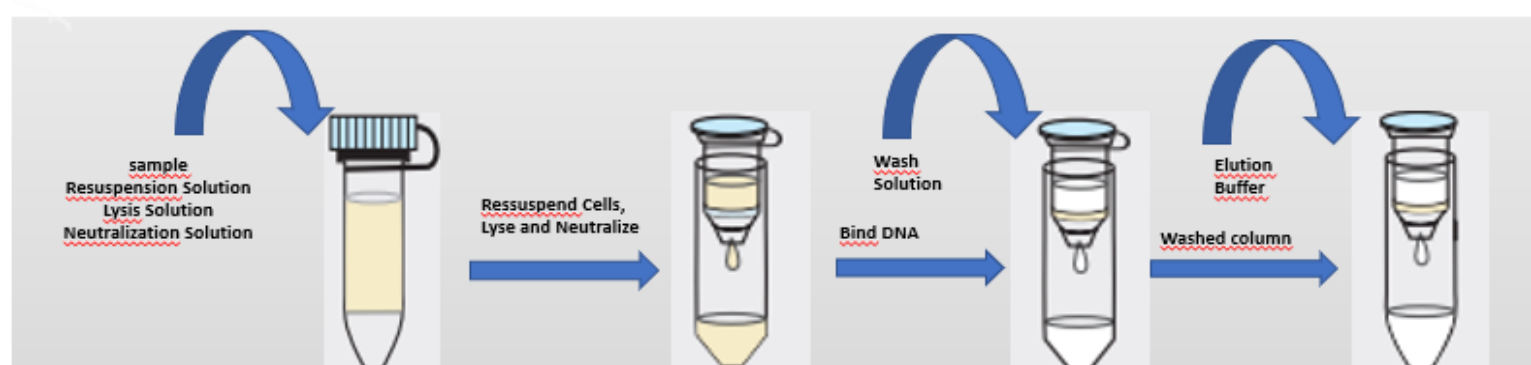 sample
Resuspension Solution
Lysis Solution
Neutralization Solution
Ressuspend Cells,
Lyse and Neutralize
Wash
Solution
Bind DNA
Elution
Buffer
Washed column